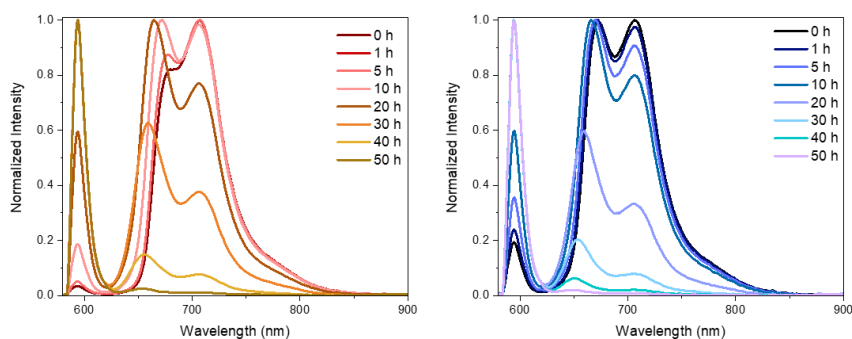 1.0
0.8
0.6
0.4
0.2
0.0
600
700
800
900
Normalized Intensity
Wavelength (nm)
0 h
1 h
5 h
10 h
20 h
30 h
40 h
50 h
1.0
0.8
0.6
0.4
0.2
0.0
600
700
800
900
Normalized Intensity
Wavelength (nm)
0 h
1 h
5 h
10 h
20 h
30 h
40 h
50 h